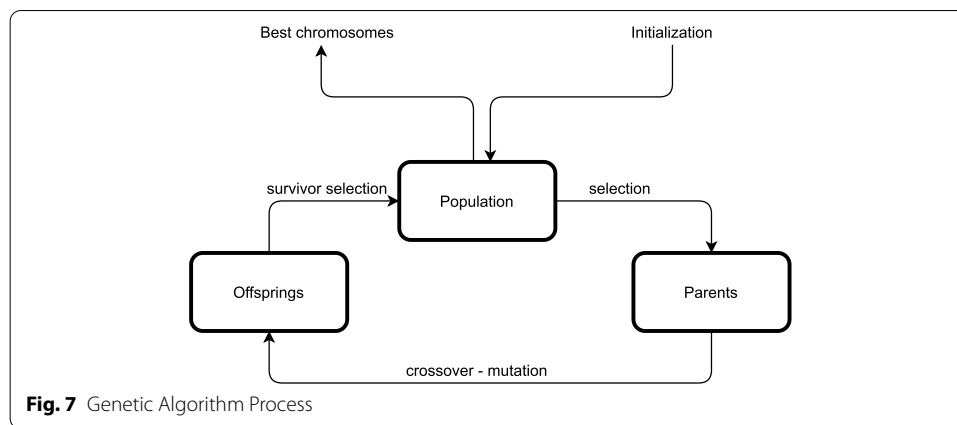 Best chromosomes
Initialization
survivor selection
Population
selection
Offsprings
Parents
crossover - mutation
Fig. 7 Genetic Algorithm Process